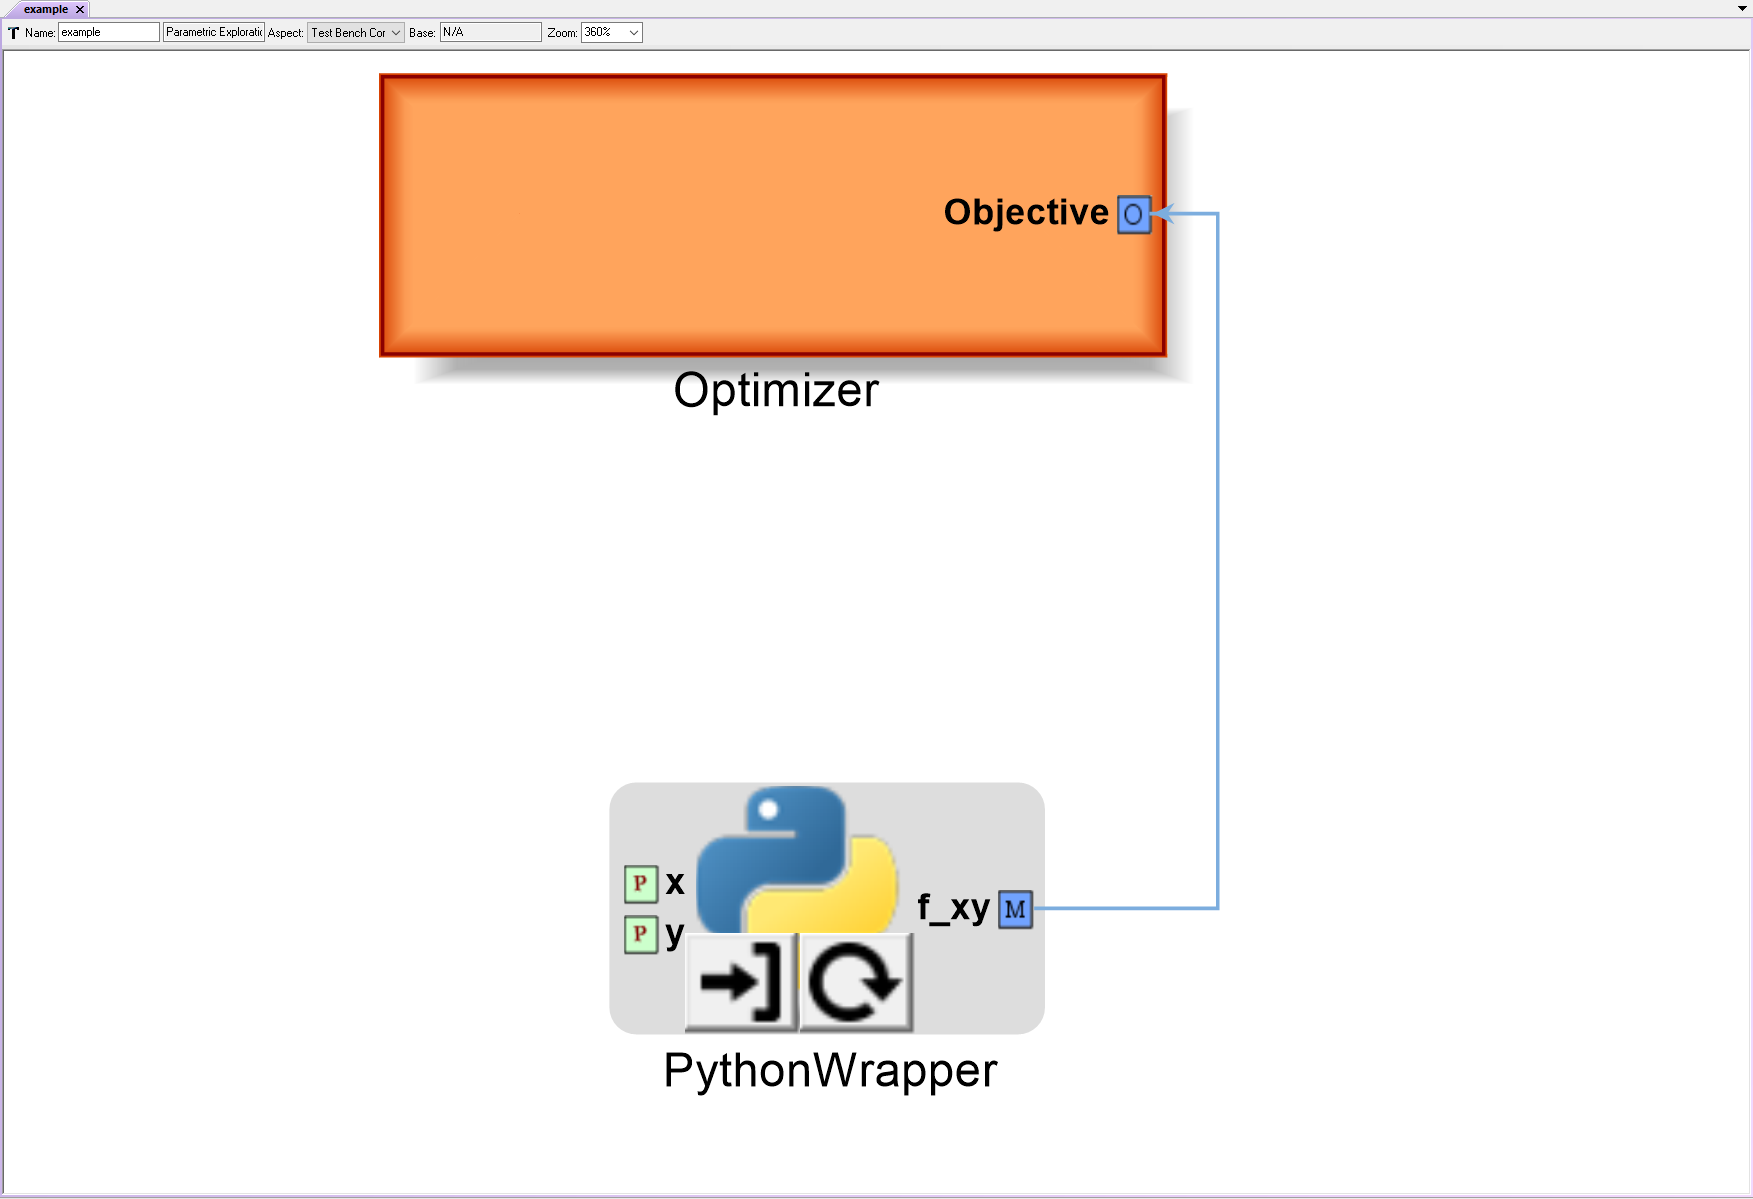 example
Name: example Parametric Exploratic Aspect: Test Bench Cor Base: N/A Zoom: 360%
Objective O
Optimizer
P x
P y
f_xy M
PythonWrapper